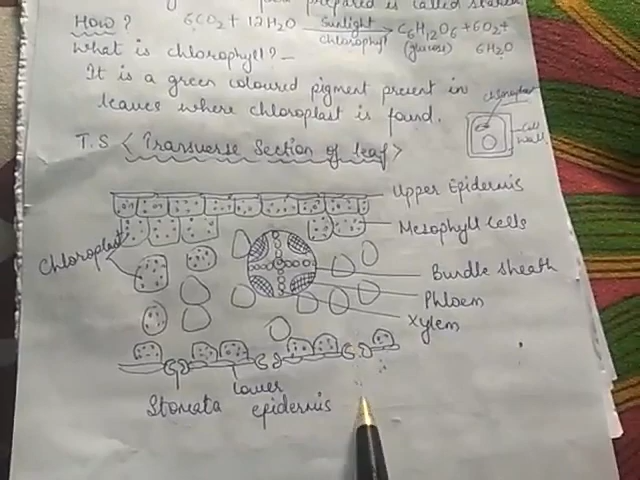 prepared is called starch
How? 6CO2 + 12H2O Sunlight C6H12O6 + 6O2 +
chlorophyl (glucose) 6H2O
What is chlorophyll?
It is a green coloured pigment present in
leaves where chloroplast is found.
chloroplast
Cell
wall
T.S < Transverse Section of leaf >
Upper Epidermis
Mesophyll Cells
Chloroplast
Bundle sheath
Phloem
Xylem
Stomata
Lower
epidermis